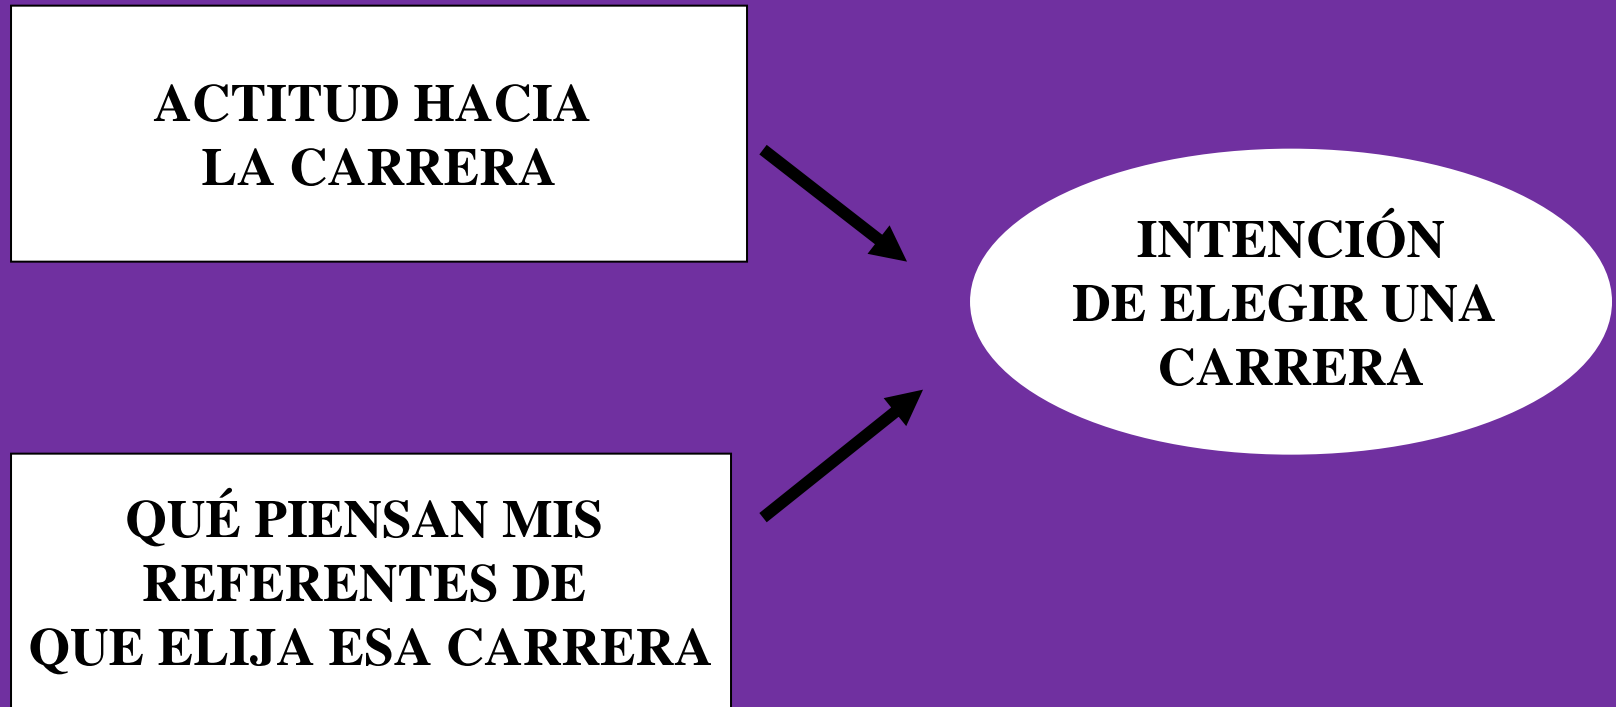 ACTITUD HACIA
LA CARRERA
INTENCIÓN
DE ELEGIR UNA
CARRERA
QUÉ PIENSAN MIS
REFERENTES DE
QUE ELIJA ESA CARRERA